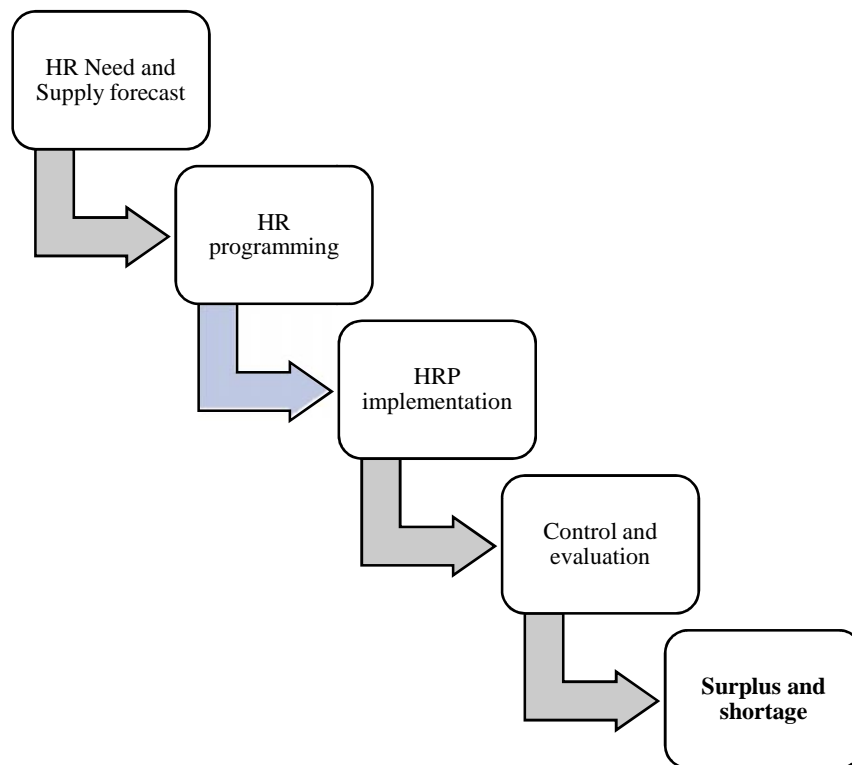 HR Need and
Supply forecast
HR
programming
HRP
implementation
Control and
evaluation
Surplus and
shortage